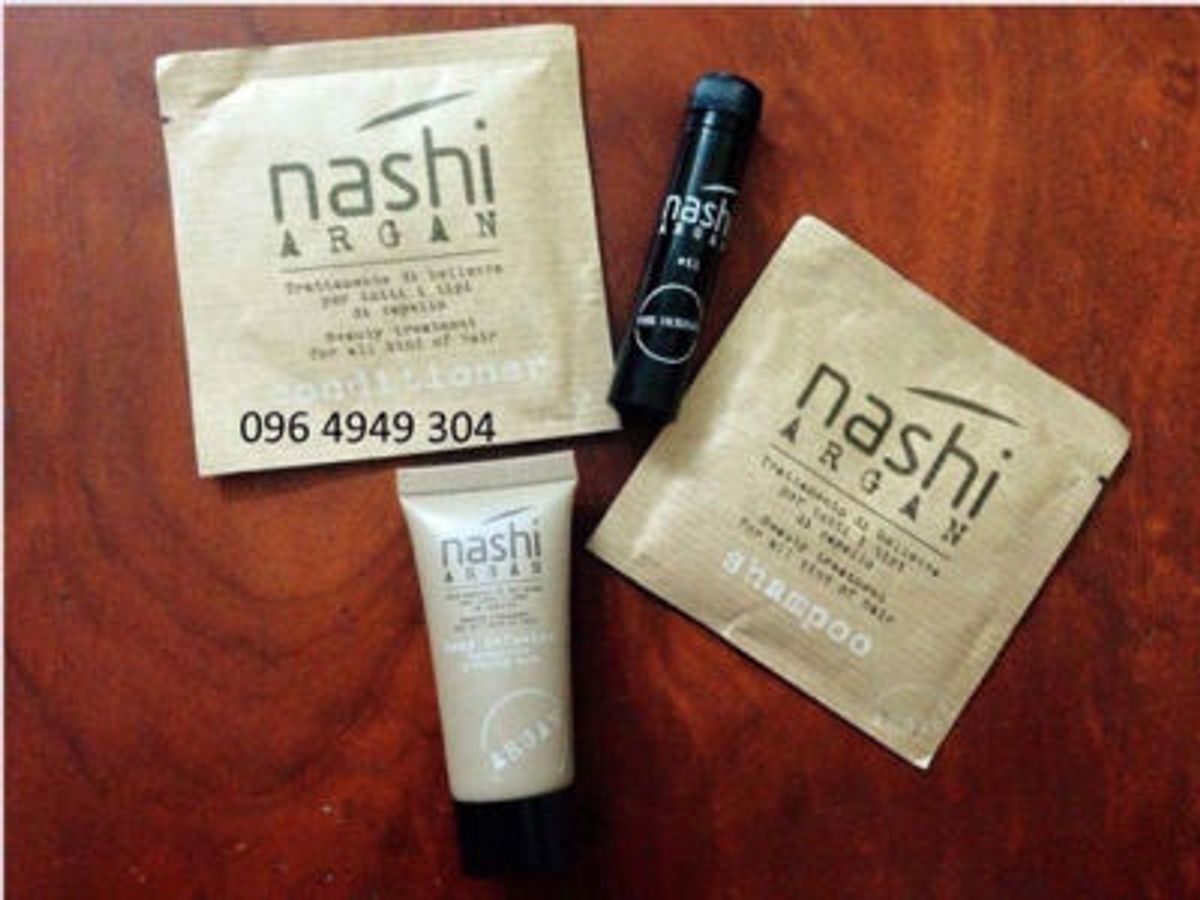 nashi
ARGAN
Trattamento di bellezza
per tutti i tipi
di capello
Beauty treatment
for all kind of hair
conditioner
096 4949 304
nashi
ARGAN
nashi
ARGAN
Trattamento di bellezza
per tutti i tipi
di capello
Beauty treatment
for all kind of hair
shampoo
nashi
ARGAN
ARGAN